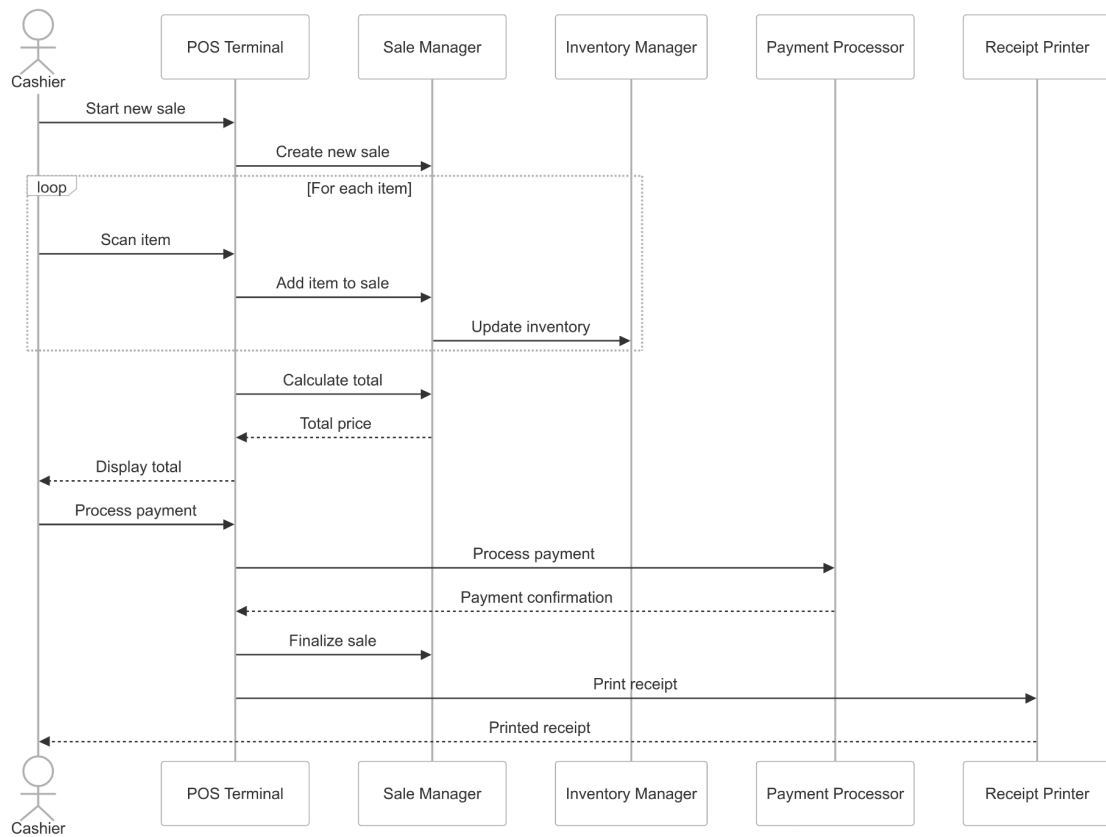 Cashier
POS Terminal
Sale Manager
Inventory Manager
Payment Processor
Receipt Printer
Start new sale
Create new sale
loop
[For each item]
Scan item
Add item to sale
Update inventory
Calculate total
Total price
Display total
Process payment
Process payment
Payment confirmation
Finalize sale
Print receipt
Printed receipt
Cashier
POS Terminal
Sale Manager
Inventory Manager
Payment Processor
Receipt Printer